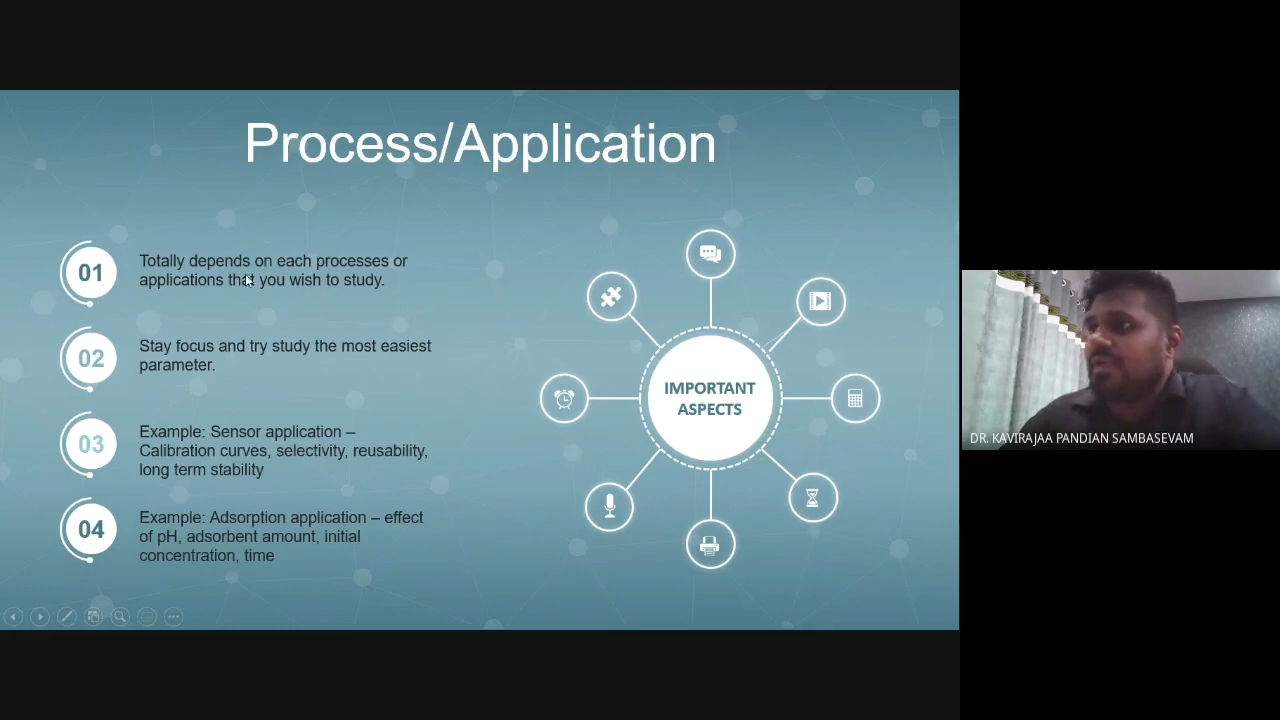 Process/Application
01
Totally depends on each processes or
applications that you wish to study.
02
Stay focus and try study the most easiest
parameter.
03
Example: Sensor application –
Calibration curves, selectivity, reusability,
long term stability
04
Example: Adsorption application – effect
of pH, adsorbent amount, initial
concentration, time
IMPORTANT
ASPECTS
DR. KAVIRAJAA PANDIAN SAMBASEVAM